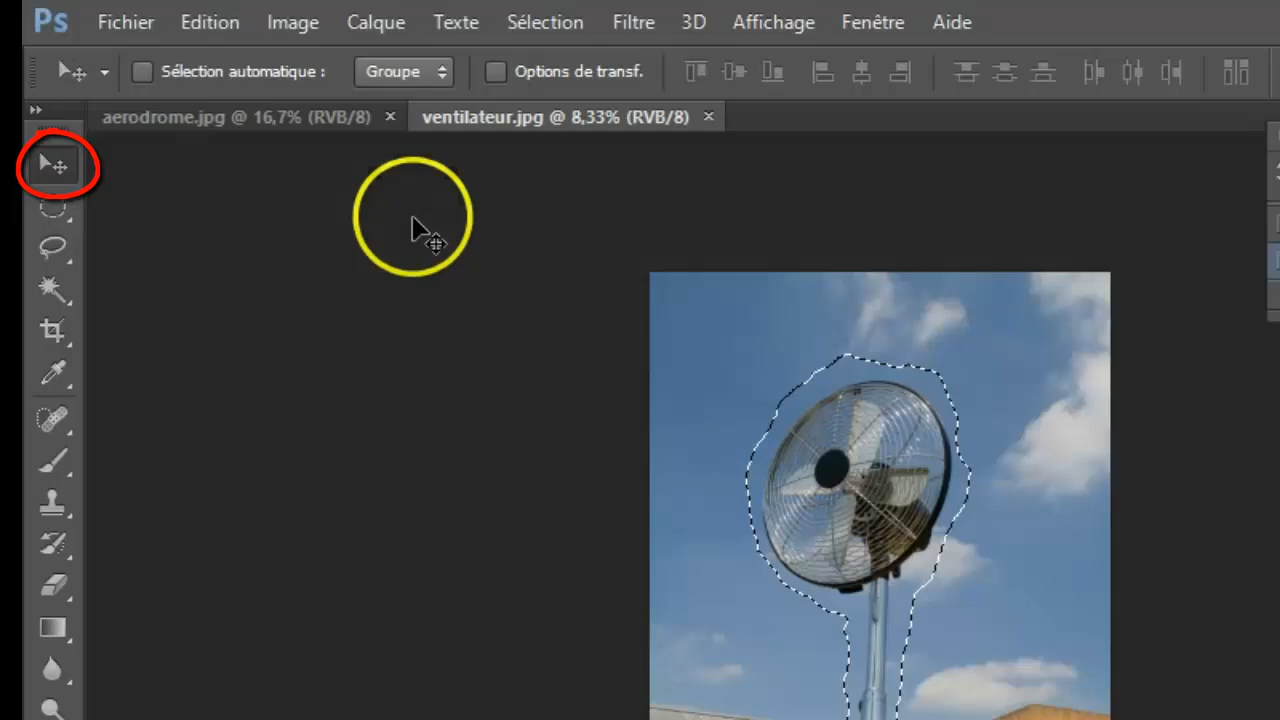 Ps Fichier Edition Image Calque Texte Sélection Filtre 3D Affichage Fenêtre Aide
Sélection automatique : Groupe Options de transf.
aerodrome.jpg @ 16,7% (RVB/8) × ventilateur.jpg @ 8,33% (RVB/8) ×